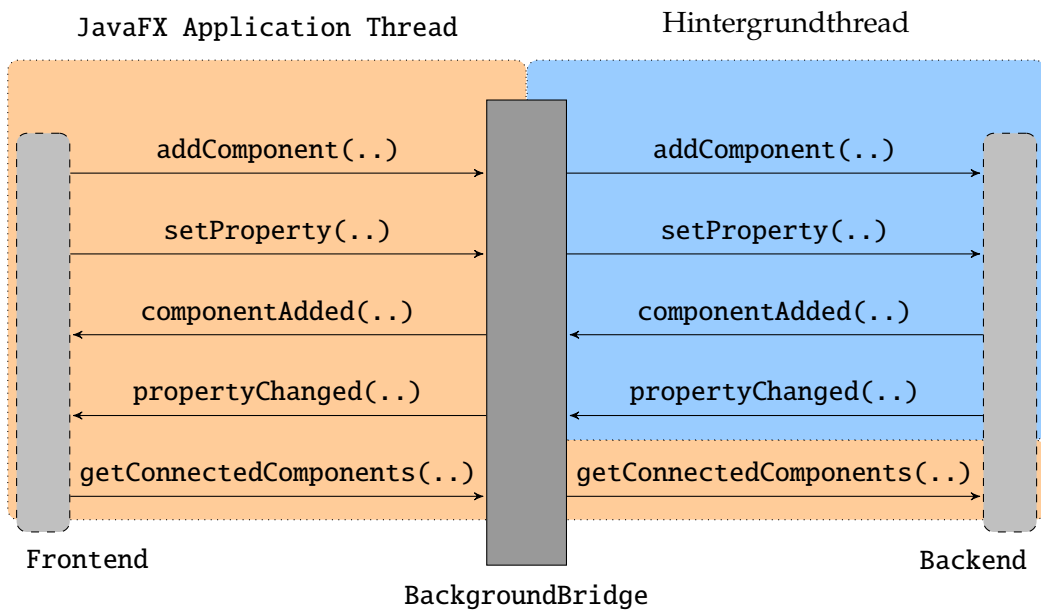 JavaFX Application Thread
Hintergrundthread
addComponent(..)
addComponent(..)
setProperty(..)
setProperty(..)
componentAdded(..)
componentAdded(..)
propertyChanged(..)
propertyChanged(..)
getConnectedComponents(..)
getConnectedComponents(..)
Frontend
Backend
BackgroundBridge